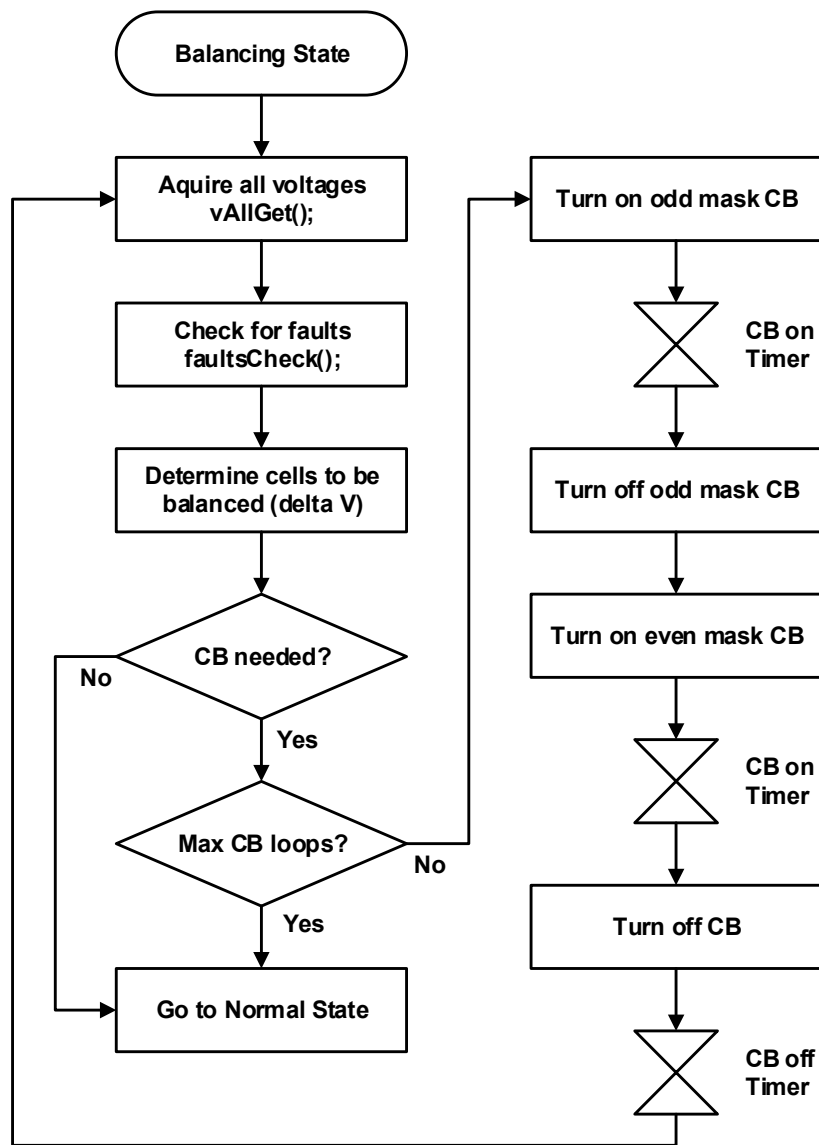 Balancing State
Aquire all voltages
vAllGet();
Check for faults
faultsCheck();
Determine cells to be
balanced (delta V)
CB needed?
No
Yes
Max CB loops?
No
Yes
Go to Normal State
Turn on odd mask CB
CB on
Timer
Turn off odd mask CB
Turn on even mask CB
CB on
Timer
Turn off CB
CB off
Timer